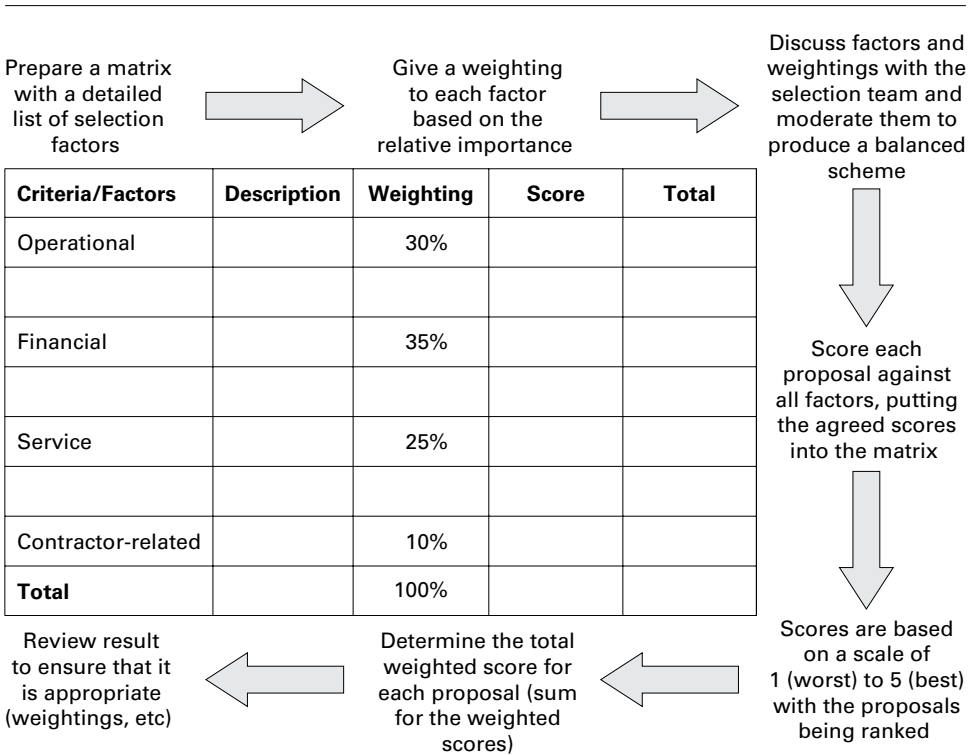 Prepare a matrix
with a detailed
list of selection
factors
Give a weighting
to each factor
based on the
relative importance
Discuss factors and
weightings with the
selection team and
moderate them to
produce a balanced
scheme
Criteria/Factors Description Weighting Score Total
Operational 30%
Financial 35%
Service 25%
Contractor-related 10%
Total 100%
Score each
proposal against
all factors, putting
the agreed scores
into the matrix
Scores are based
on a scale of
1 (worst) to 5 (best)
with the proposals
being ranked
Determine the total
weighted score for
each proposal (sum
for the weighted
scores)
Review result
to ensure that it
is appropriate
(weightings, etc)